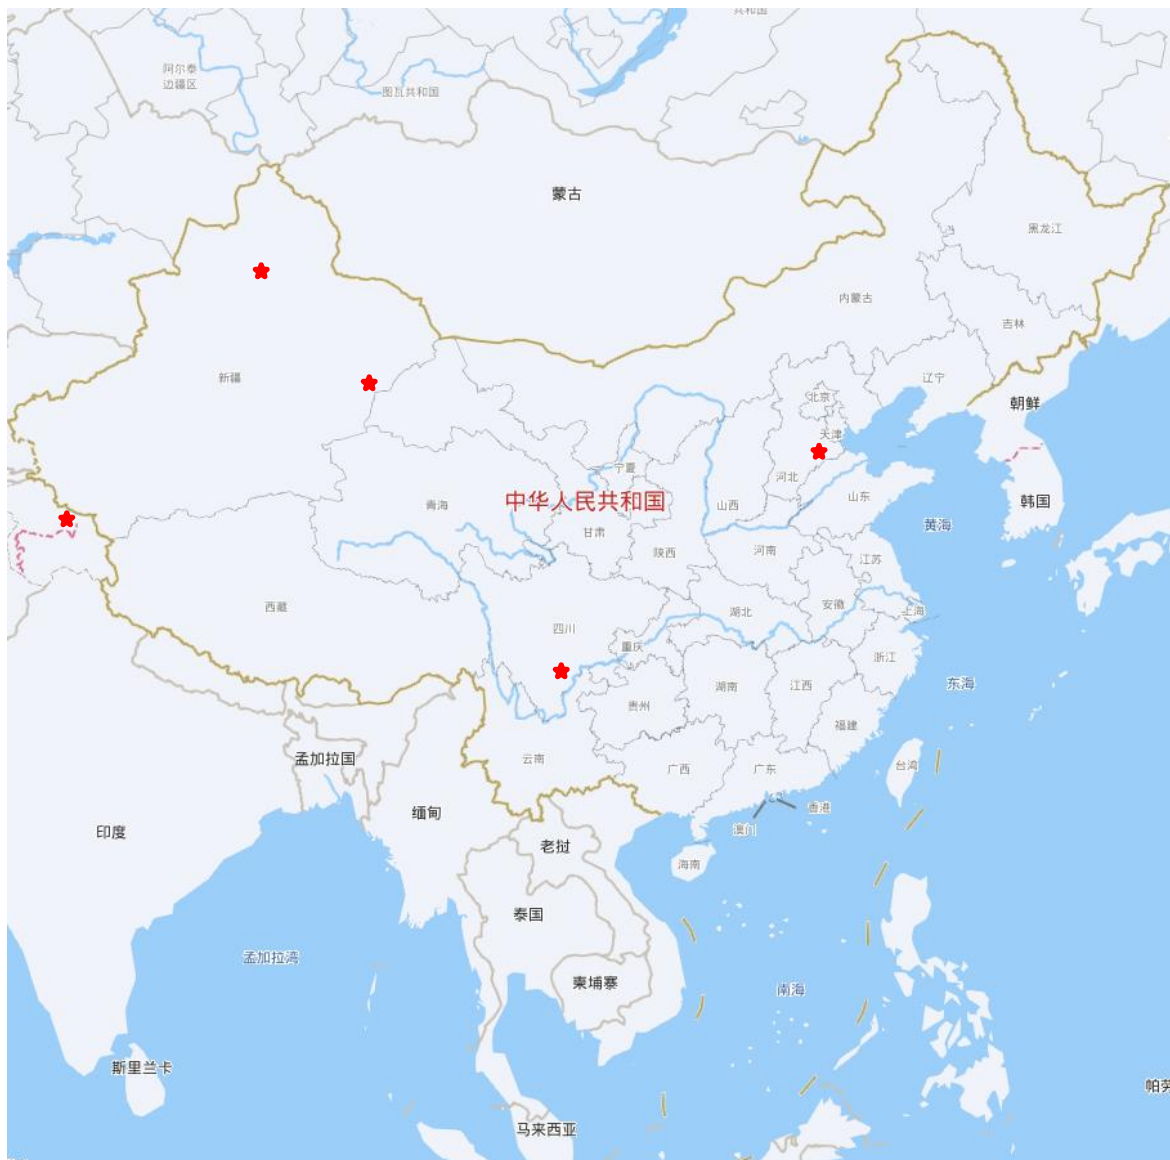 共和国
阿尔泰
边疆区
图瓦共和国
蒙古
黑龙江
内蒙古
吉林
新疆
辽宁
北京
朝鲜
天津
宁夏
河北
青海
中华人民共和国
山西
山东
韩国
甘肃
黄海
陕西
河南
江苏
西藏
安徽
湖北
上海
四川
重庆
浙江
东海
湖南
江西
贵州
福建
孟加拉国
云南
广西
广东
台湾
香港
缅甸
印度
澳门
老挝
海南
泰国
孟加拉湾
柬埔寨
南海
斯里兰卡
帕劳
马来西亚